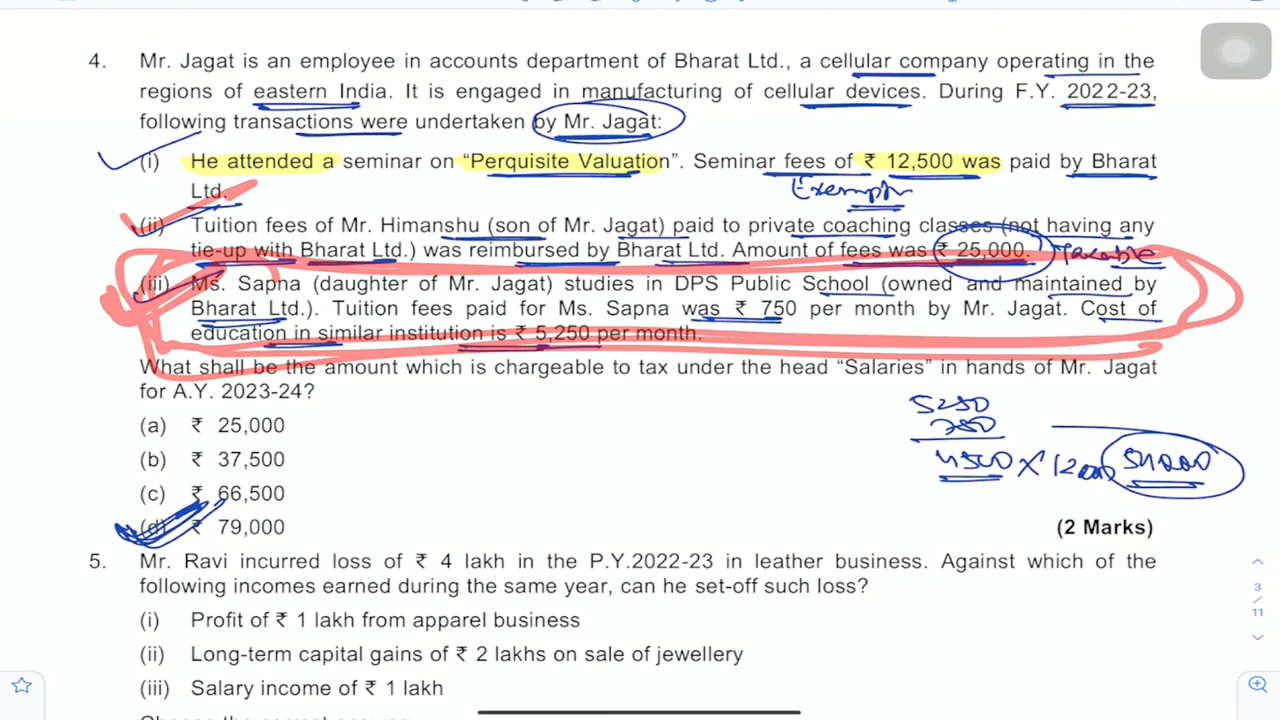 4. Mr. Jagat is an employee in accounts department of Bharat Ltd., a cellular company operating in the
regions of eastern India. It is engaged in manufacturing of cellular devices. During F.Y. 2022-23,
following transactions were undertaken by Mr. Jagat:
(i) He attended a seminar on “Perquisite Valuation”. Seminar fees of ₹ 12,500 was paid by Bharat
Ltd.
Exempt
(ii) Tuition fees of Mr. Himanshu (son of Mr. Jagat) paid to private coaching classes (not having any
tie-up with Bharat Ltd.) was reimbursed by Bharat Ltd. Amount of fees was ₹ 25,000. Taxable
(iii) Ms. Sapna (daughter of Mr. Jagat) studies in DPS Public School (owned and maintained by
Bharat Ltd.). Tuition fees paid for Ms. Sapna was ₹ 750 per month by Mr. Jagat. Cost of
education in similar institution is ₹ 5,250 per month.
What shall be the amount which is chargeable to tax under the head “Salaries” in hands of Mr. Jagat
for A.Y. 2023-24?
5250
750
4500 × 12 54000
(a) ₹ 25,000
(b) ₹ 37,500
(c) ₹ 66,500
(d) ₹ 79,000
(2 Marks)
5. Mr. Ravi incurred loss of ₹ 4 lakh in the P.Y.2022-23 in leather business. Against which of the
following incomes earned during the same year, can he set-off such loss?
(i) Profit of ₹ 1 lakh from apparel business
(ii) Long-term capital gains of ₹ 2 lakhs on sale of jewellery
(iii) Salary income of ₹ 1 lakh
3
/
11